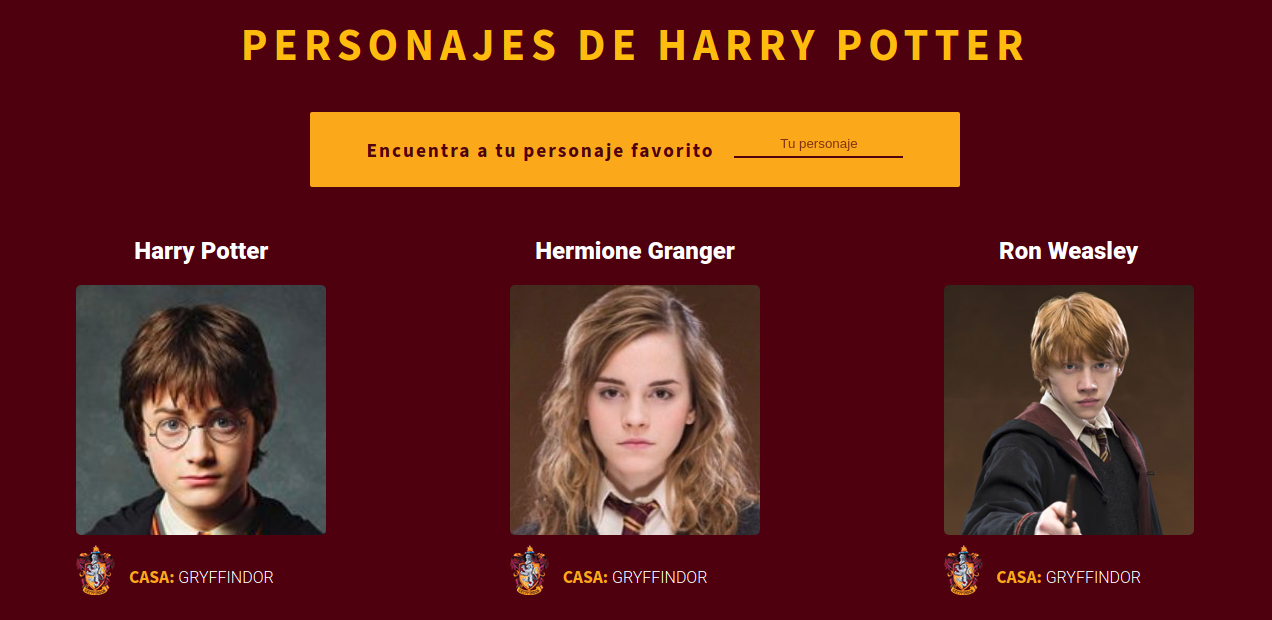 PERSONAJES DE HARRY POTTER
Encuentra a tu personaje favorito Tu personaje
Harry Potter
Hermione Granger
Ron Weasley
CASA: GRYFFINDOR
CASA: GRYFFINDOR
CASA: GRYFFINDOR